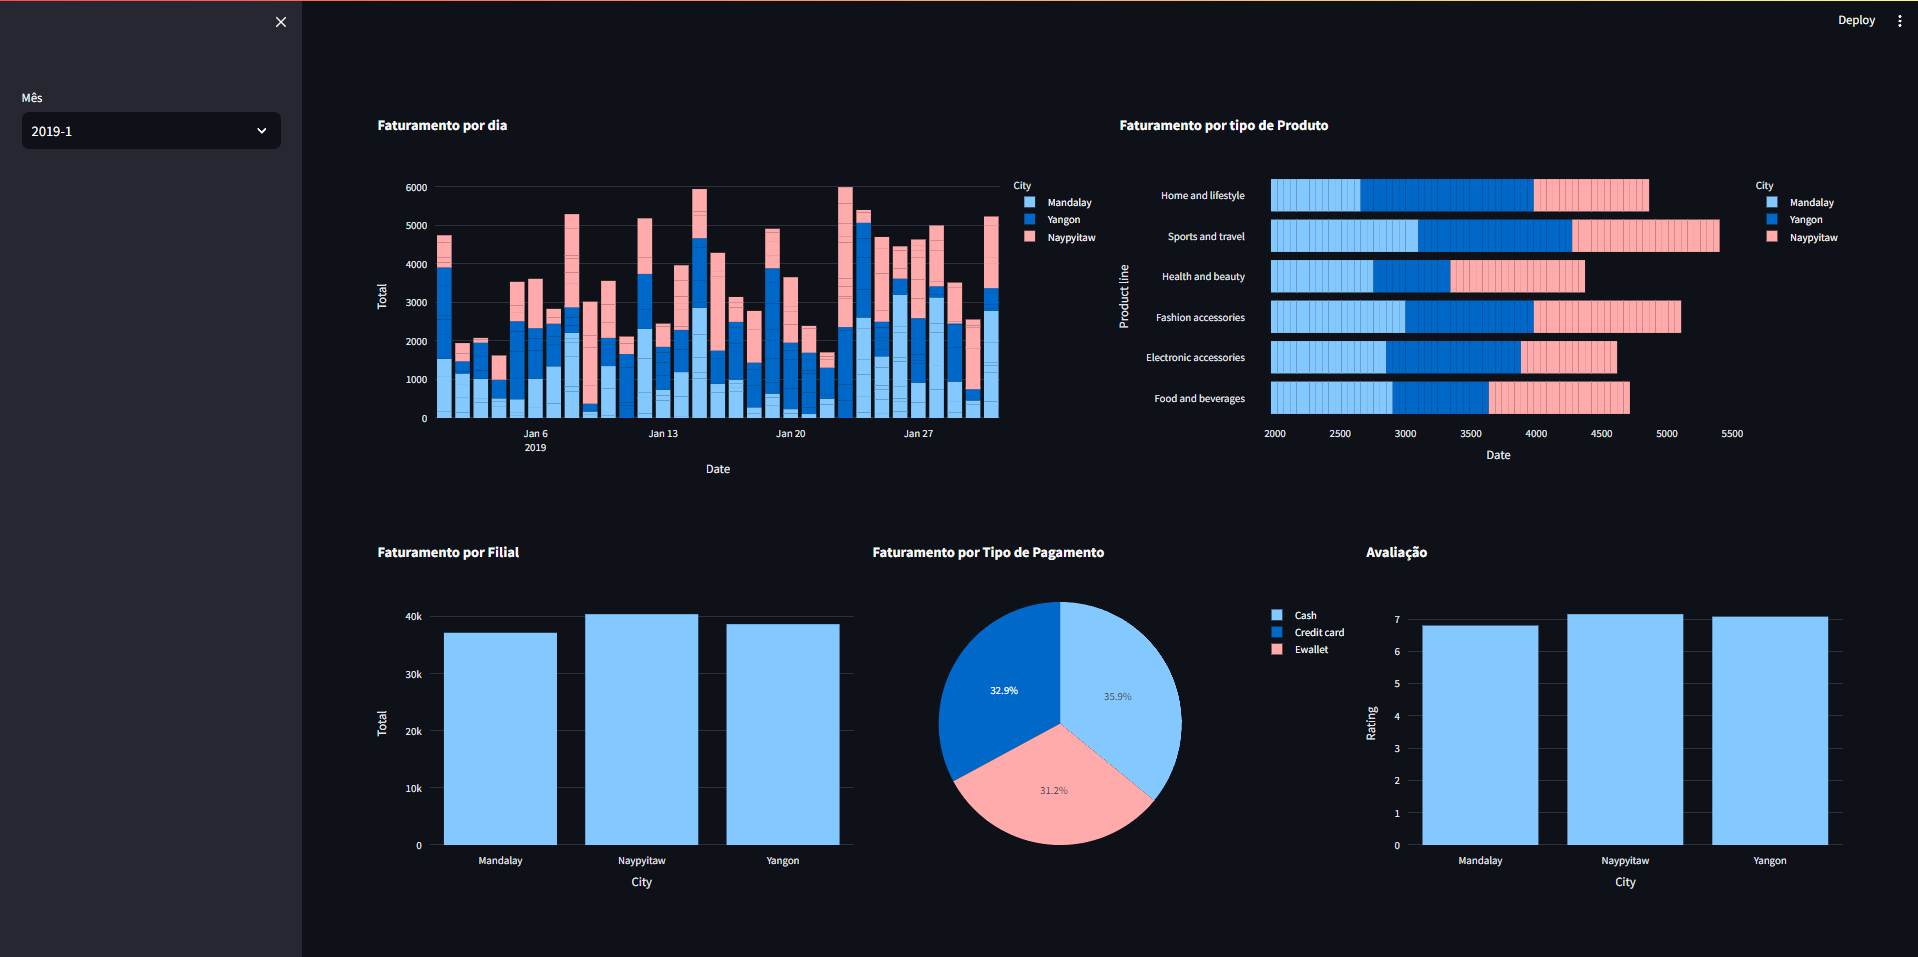 Deploy
Mês
2019-1
Faturamento por dia
Total
6000
5000
4000
3000
2000
1000
0
Jan 6
2019
Jan 13
Jan 20
Jan 27
Date
City
Mandalay
Yangon
Naypyitaw
Faturamento por tipo de Produto
Product line
Home and lifestyle
Sports and travel
Health and beauty
Fashion accessories
Electronic accessories
Food and beverages
2000
2500
3000
3500
4000
4500
5000
5500
Date
City
Mandalay
Yangon
Naypyitaw
Faturamento por Filial
Total
40k
30k
20k
10k
0
Mandalay
Naypyitaw
Yangon
City
Faturamento por Tipo de Pagamento
32.9%
35.9%
31.2%
Cash
Credit card
Ewallet
Avaliação
Rating
7
6
5
4
3
2
1
0
Mandalay
Naypyitaw
Yangon
City